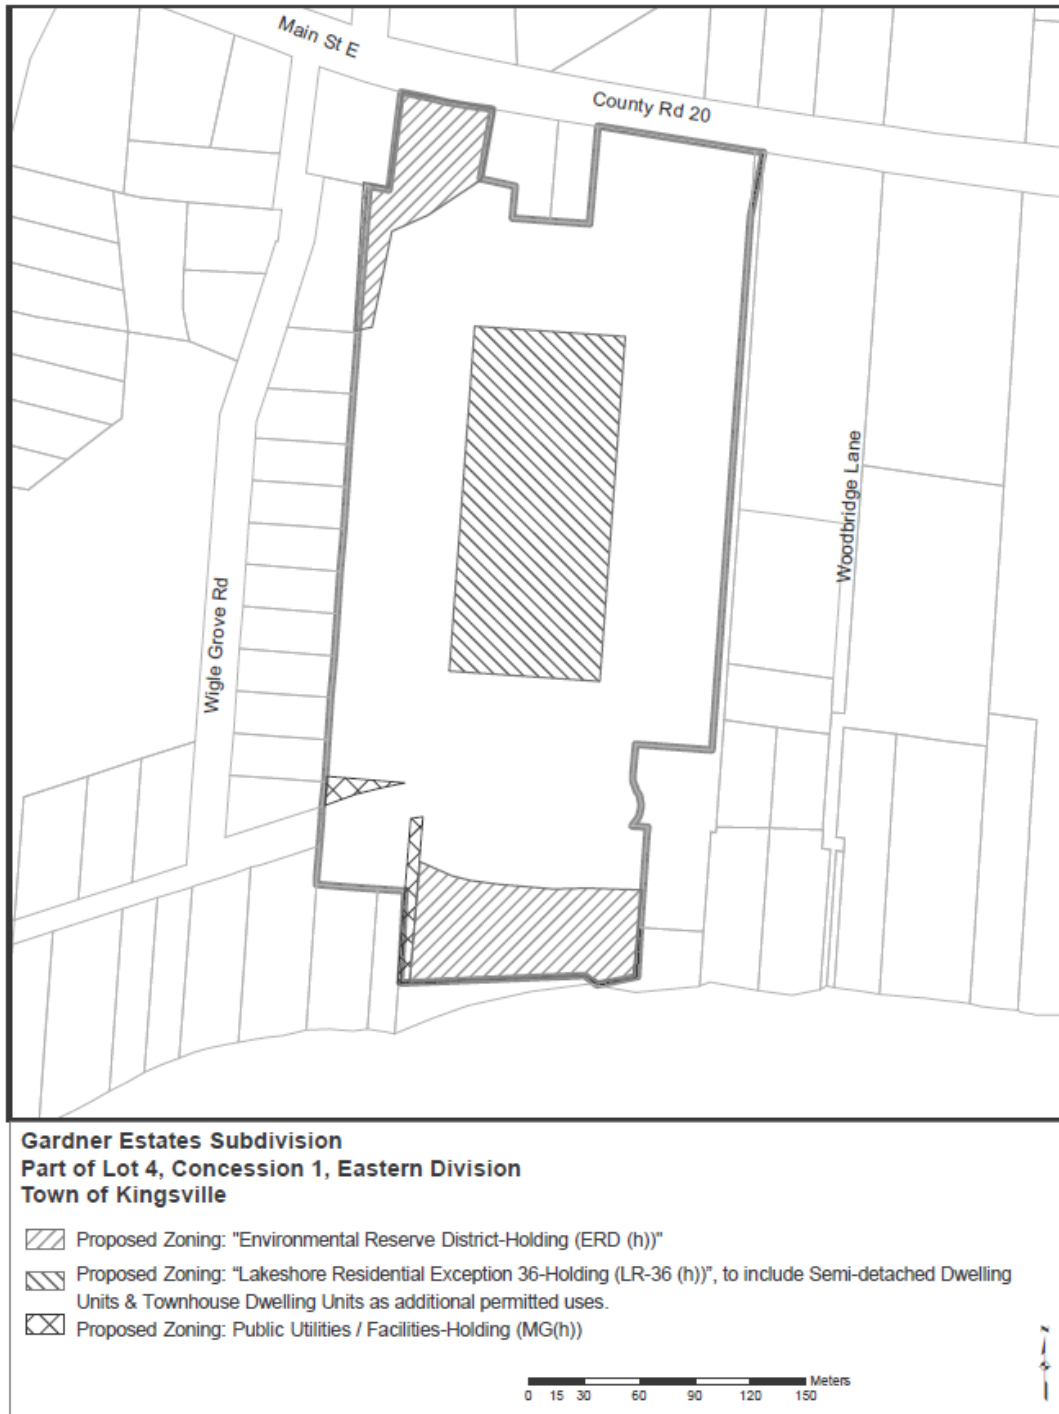 Main St E
County Rd 20
Woodbridge Lane
Wigle Grove Rd
Gardner Estates Subdivision
Part of Lot 4, Concession 1, Eastern Division
Town of Kingsville
Proposed Zoning: "Environmental Reserve District-Holding (ERD (h))"
Proposed Zoning: “Lakeshore Residential Exception 36-Holding (LR-36 (h))”, to include Semi-detached Dwelling
Units & Townhouse Dwelling Units as additional permitted uses.
Proposed Zoning: Public Utilities / Facilities-Holding (MG(h))
Meters
0 15 30 60 90 120 150